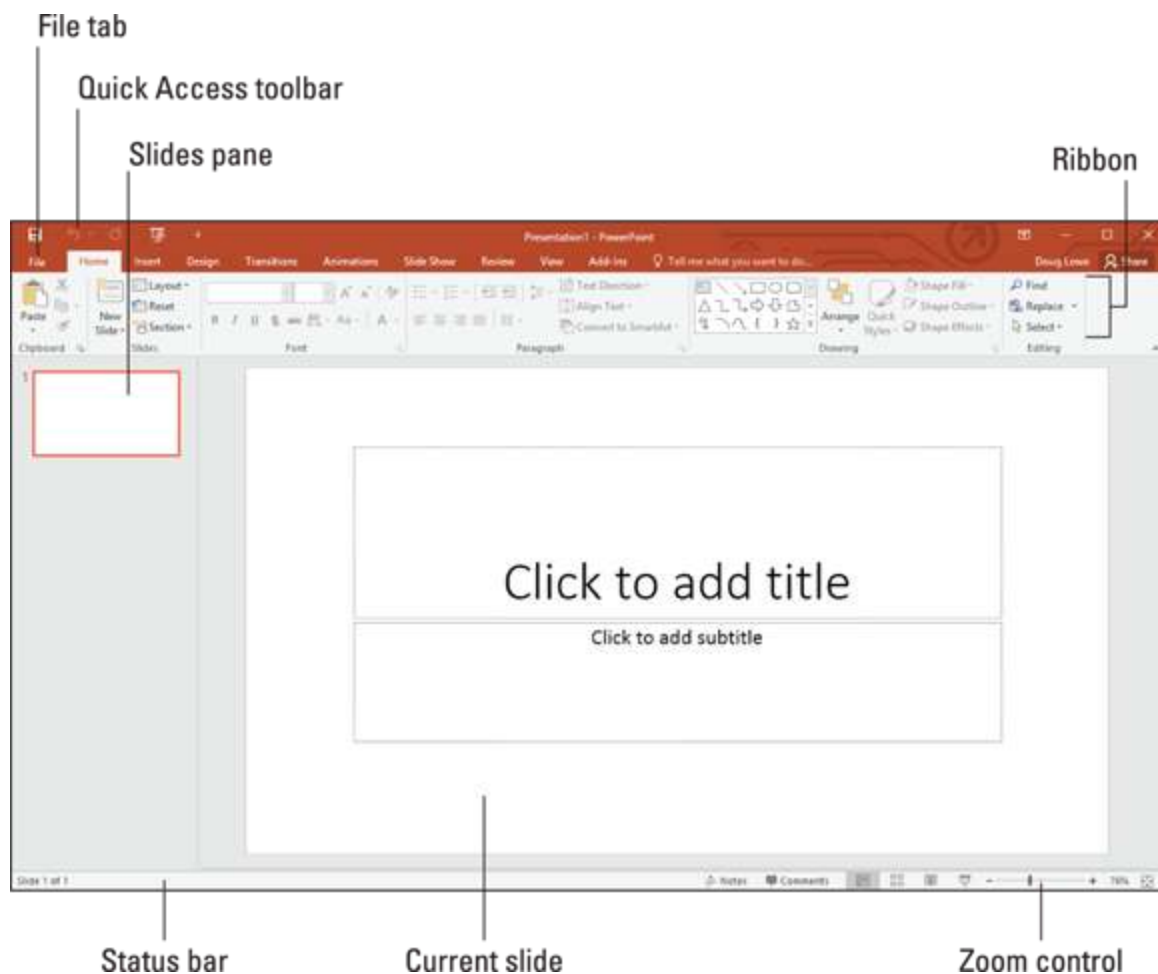 File tab
Quick Access toolbar
Slides pane
Ribbon
Presentation1 - PowerPoint
File Home Insert Design Transitions Animations Slide Show Review View Add-Ins Tell me what you want to do... Doug Lowe Share
Paste
New Slide
Layout
Reset
Section
B I U S abc Aa A
Text Direction
Align Text
Convert to SmartArt
Arrange
Quick Styles
Shape Fill
Shape Outline
Shape Effects
Find
Replace
Select
Clipboard Slides Font Paragraph Drawing Editing
1
Click to add title
Click to add subtitle
Slide 1 of 1 Notes Comments 76%
Status bar Current slide Zoom control